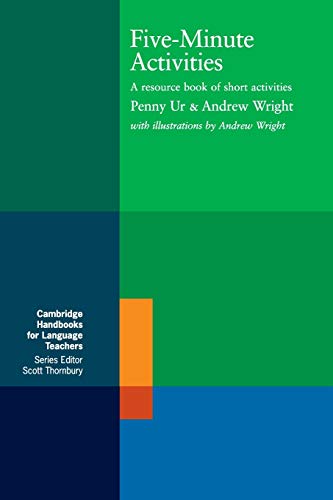 Five-Minute
Activities
A resource book of short activities
Penny Ur & Andrew Wright
with illustrations by Andrew Wright
Cambridge
Handbooks
for Language
Teachers
Series Editor
Scott Thornbury